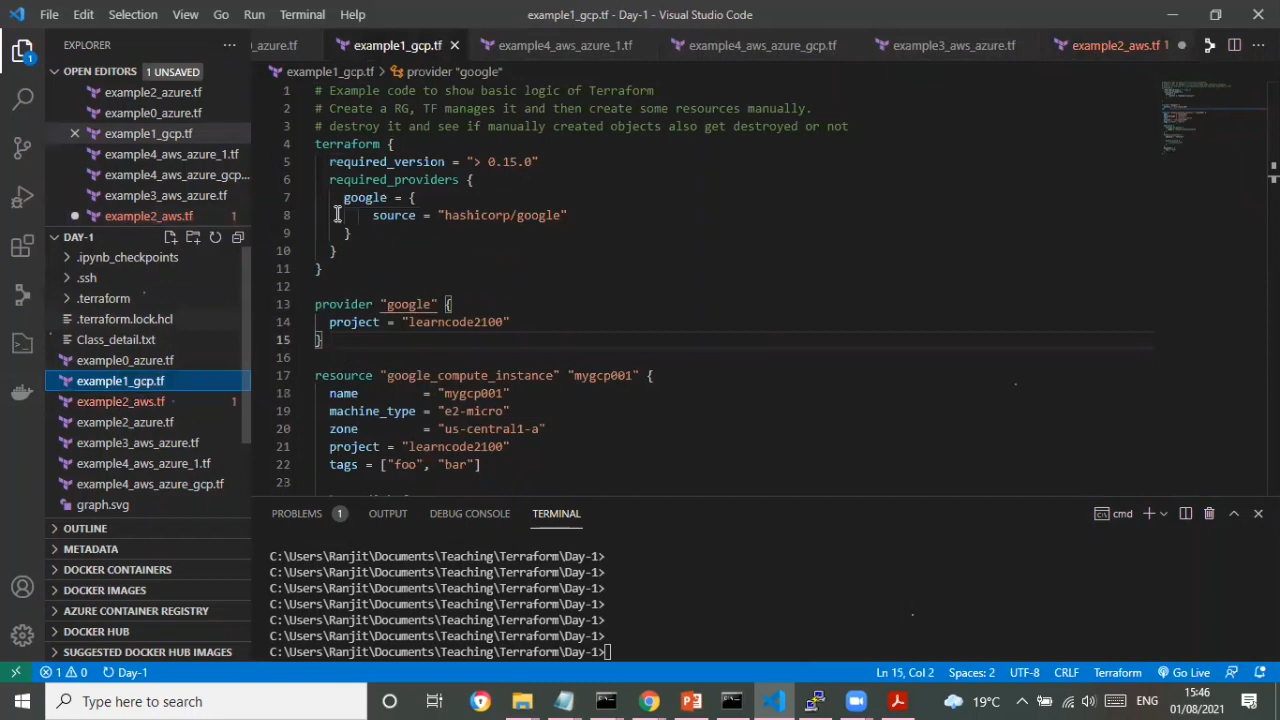 File Edit Selection View Go Run Terminal Help
example1_gcp.tf - Day-1 - Visual Studio Code
EXPLORER
_azure.tf
example1_gcp.tf
example4_aws_azure_1.tf
example4_aws_azure_gcp.tf
example3_aws_azure.tf
example2_aws.tf 1
OPEN EDITORS 1 UNSAVED
example2_azure.tf
example0_azure.tf
example1_gcp.tf
example4_aws_azure_1.tf
example4_aws_azure_gcp...
example3_aws_azure.tf
example2_aws.tf 1
DAY-1
.ipynb_checkpoints
.ssh
.terraform
.terraform.lock.hcl
Class_detail.txt
example0_azure.tf
example1_gcp.tf
example2_aws.tf 1
example2_azure.tf
example3_aws_azure.tf
example4_aws_azure_1.tf
example4_aws_azure_gcp.tf
graph.svg
OUTLINE
METADATA
DOCKER CONTAINERS
DOCKER IMAGES
AZURE CONTAINER REGISTRY
DOCKER HUB
SUGGESTED DOCKER HUB IMAGES
example1_gcp.tf > provider "google"
1 # Example code to show basic logic of Terraform
2 # Create a RG, TF manages it and then create some resources manually.
3 # destroy it and see if manually created objects also get destroyed or not
4 terraform {
5 required_version = "> 0.15.0"
6 required_providers {
7 google = {
8 source = "hashicorp/google"
9 }
10 }
11 }
12
13 provider "google" {
14 project = "learncode2100"
15 }
16
17 resource "google_compute_instance" "mygcp001" {
18 name = "mygcp001"
19 machine_type = "e2-micro"
20 zone = "us-central1-a"
21 project = "learncode2100"
22 tags = ["foo", "bar"]
23
PROBLEMS 1 OUTPUT DEBUG CONSOLE TERMINAL
cmd
C:\Users\Ranjit\Documents\Teaching\Terraform\Day-1>
C:\Users\Ranjit\Documents\Teaching\Terraform\Day-1>
C:\Users\Ranjit\Documents\Teaching\Terraform\Day-1>
C:\Users\Ranjit\Documents\Teaching\Terraform\Day-1>
C:\Users\Ranjit\Documents\Teaching\Terraform\Day-1>
C:\Users\Ranjit\Documents\Teaching\Terraform\Day-1>
C:\Users\Ranjit\Documents\Teaching\Terraform\Day-1>
1 0 Day-1
Ln 15, Col 2 Spaces: 2 UTF-8 CRLF Terraform Go Live
Type here to search
19°C
ENG
15:46
01/08/2021